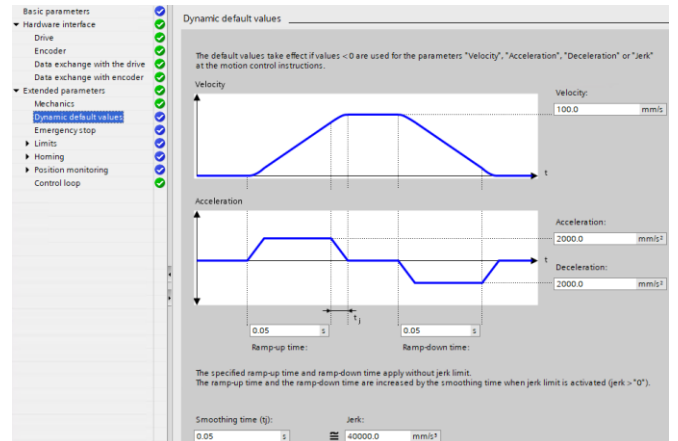 Basic parameters
Hardware interface
Drive
Encoder
Data exchange with the drive
Data exchange with encoder
Extended parameters
Mechanics
Dynamic default values
Emergency stop
Limits
Homing
Position monitoring
Control loop
Dynamic default values
The default values take effect if values <0 are used for the parameters "Velocity", "Acceleration", "Deceleration" or "Jerk"
at the motion control instructions.
Velocity
Velocity:
100.0 mm/s
t
Acceleration
Acceleration:
2000.0 mm/s²
t
Deceleration:
2000.0 mm/s²
tj
0.05 s 0.05 s
Ramp-up time: Ramp-down time:
The specified ramp-up time and ramp-down time apply without jerk limit.
The ramp-up time and the ramp-down time are increased by the smoothing time when jerk limit is activated (jerk >"0").
Smoothing time (tj): Jerk:
0.05 s ≅ 40000.0 mm/s³